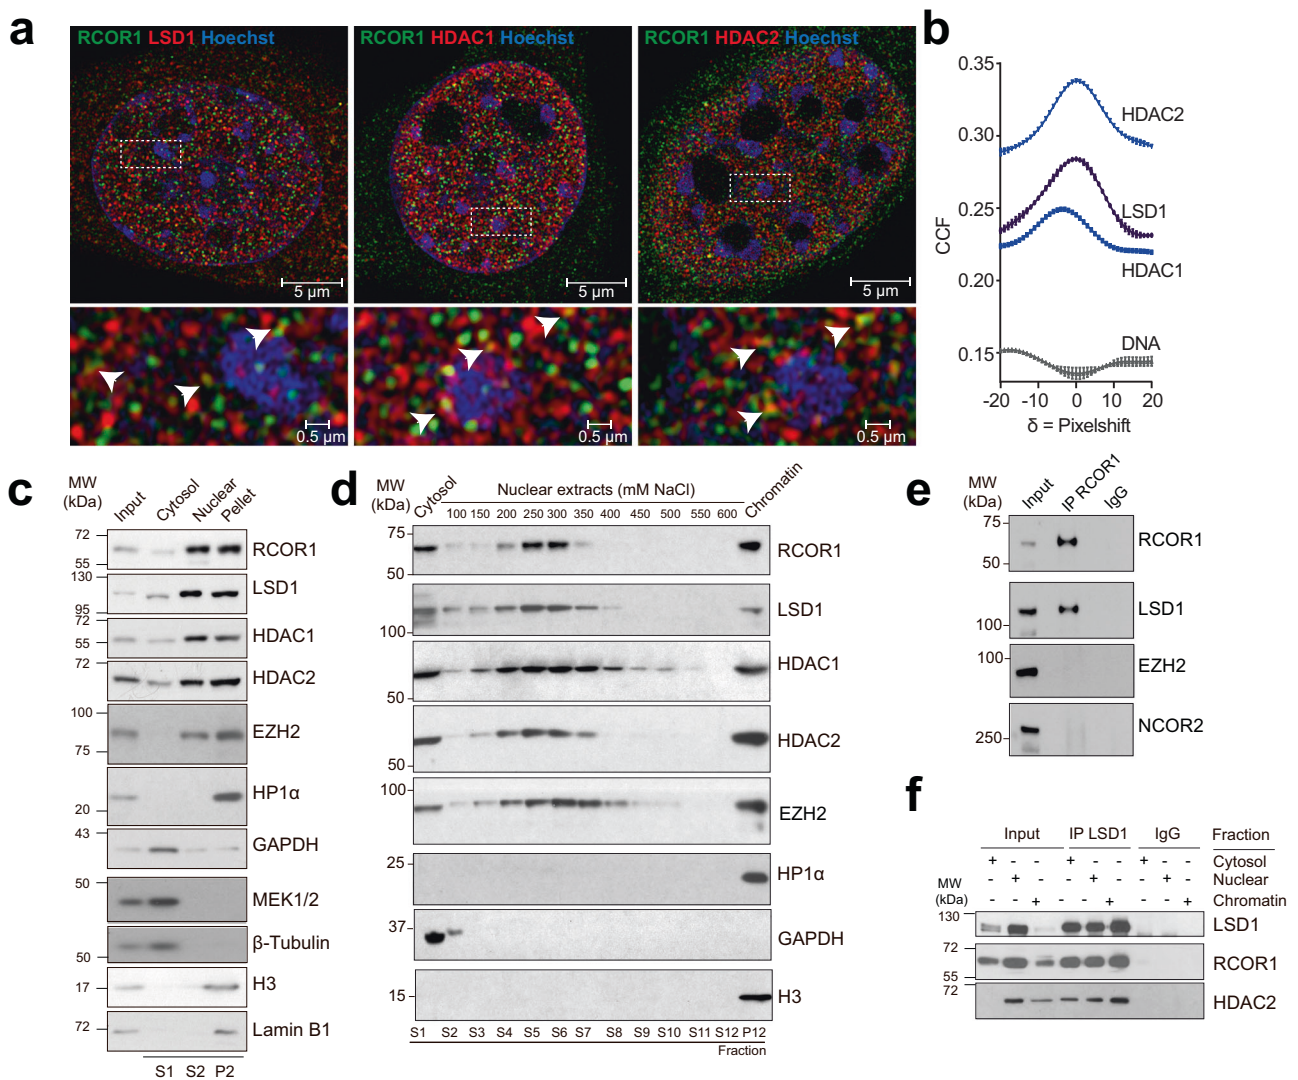 a
RCOR1 LSD1 Hoechst
RCOR1 HDAC1 Hoechst
RCOR1 HDAC2 Hoechst
5 µm
5 µm
5 µm
0.5 µm
0.5 µm
0.5 µm
b
0.35
0.30
0.25
0.20
0.15
CCF
HDAC2
LSD1
HDAC1
DNA
-20 -10 0 10 20
δ = Pixelshift
c
MW
(kDa)
Input
Cytosol
Nuclear
Pellet
72
55
RCOR1
130
95
LSD1
72
55
HDAC1
72
HDAC2
100
75
EZH2
20
HP1α
43
GAPDH
50
MEK1/2
50
β-Tubulin
17
H3
72
Lamin B1
S1 S2 P2
d
MW
(kDa)
Cytosol
Nuclear extracts (mM NaCl)
Chromatin
100 150 200 250 300 350 400 450 500 550 600
75
50
RCOR1
100
LSD1
50
HDAC1
50
HDAC2
100
EZH2
25
HP1α
37
GAPDH
15
H3
S1 S2 S3 S4 S5 S6 S7 S8 S9 S10 S11 S12 P12
Fraction
e
MW
(kDa)
Input
IP RCOR1
IgG
75
50
RCOR1
100
LSD1
100
EZH2
250
NCOR2
f
Input IP LSD1 IgG Fraction
+ - - + - - + - - Cytosol
- + - - + - - + - Nuclear
- - + - - + - - + Chromatin
MW
(kDa)
130
LSD1
72
55
RCOR1
72
HDAC2